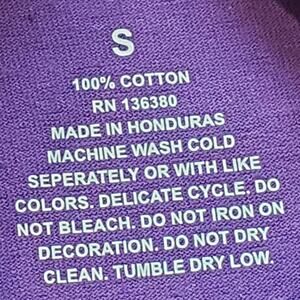 S
100% COTTON
RN 136380
MADE IN HONDURAS
MACHINE WASH COLD
SEPERATELY OR WITH LIKE
COLORS. DELICATE CYCLE, DO
NOT BLEACH. DO NOT IRON ON
DECORATION. DO NOT DRY
CLEAN. TUMBLE DRY LOW.